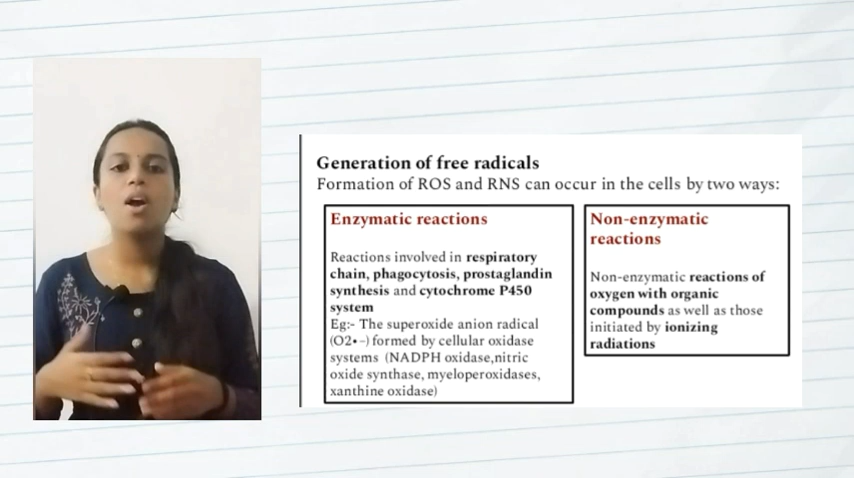 Generation of free radicals
Formation of ROS and RNS can occur in the cells by two ways:
Enzymatic reactions
Reactions involved in respiratory
chain, phagocytosis, prostaglandin
synthesis and cytochrome P450
system
Eg:- The superoxide anion radical
(O2•−) formed by cellular oxidase
systems (NADPH oxidase,nitric
oxide synthase, myeloperoxidases,
xanthine oxidase)
Non-enzymatic
reactions
Non-enzymatic reactions of
oxygen with organic
compounds as well as those
initiated by ionizing
radiations